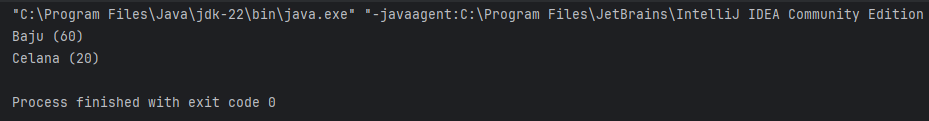 "C:\Program Files\Java\jdk-22\bin\java.exe" "-javaagent:C:\Program Files\JetBrains\IntelliJ IDEA Community Edition
Baju (60)
Celana (20)
Process finished with exit code 0